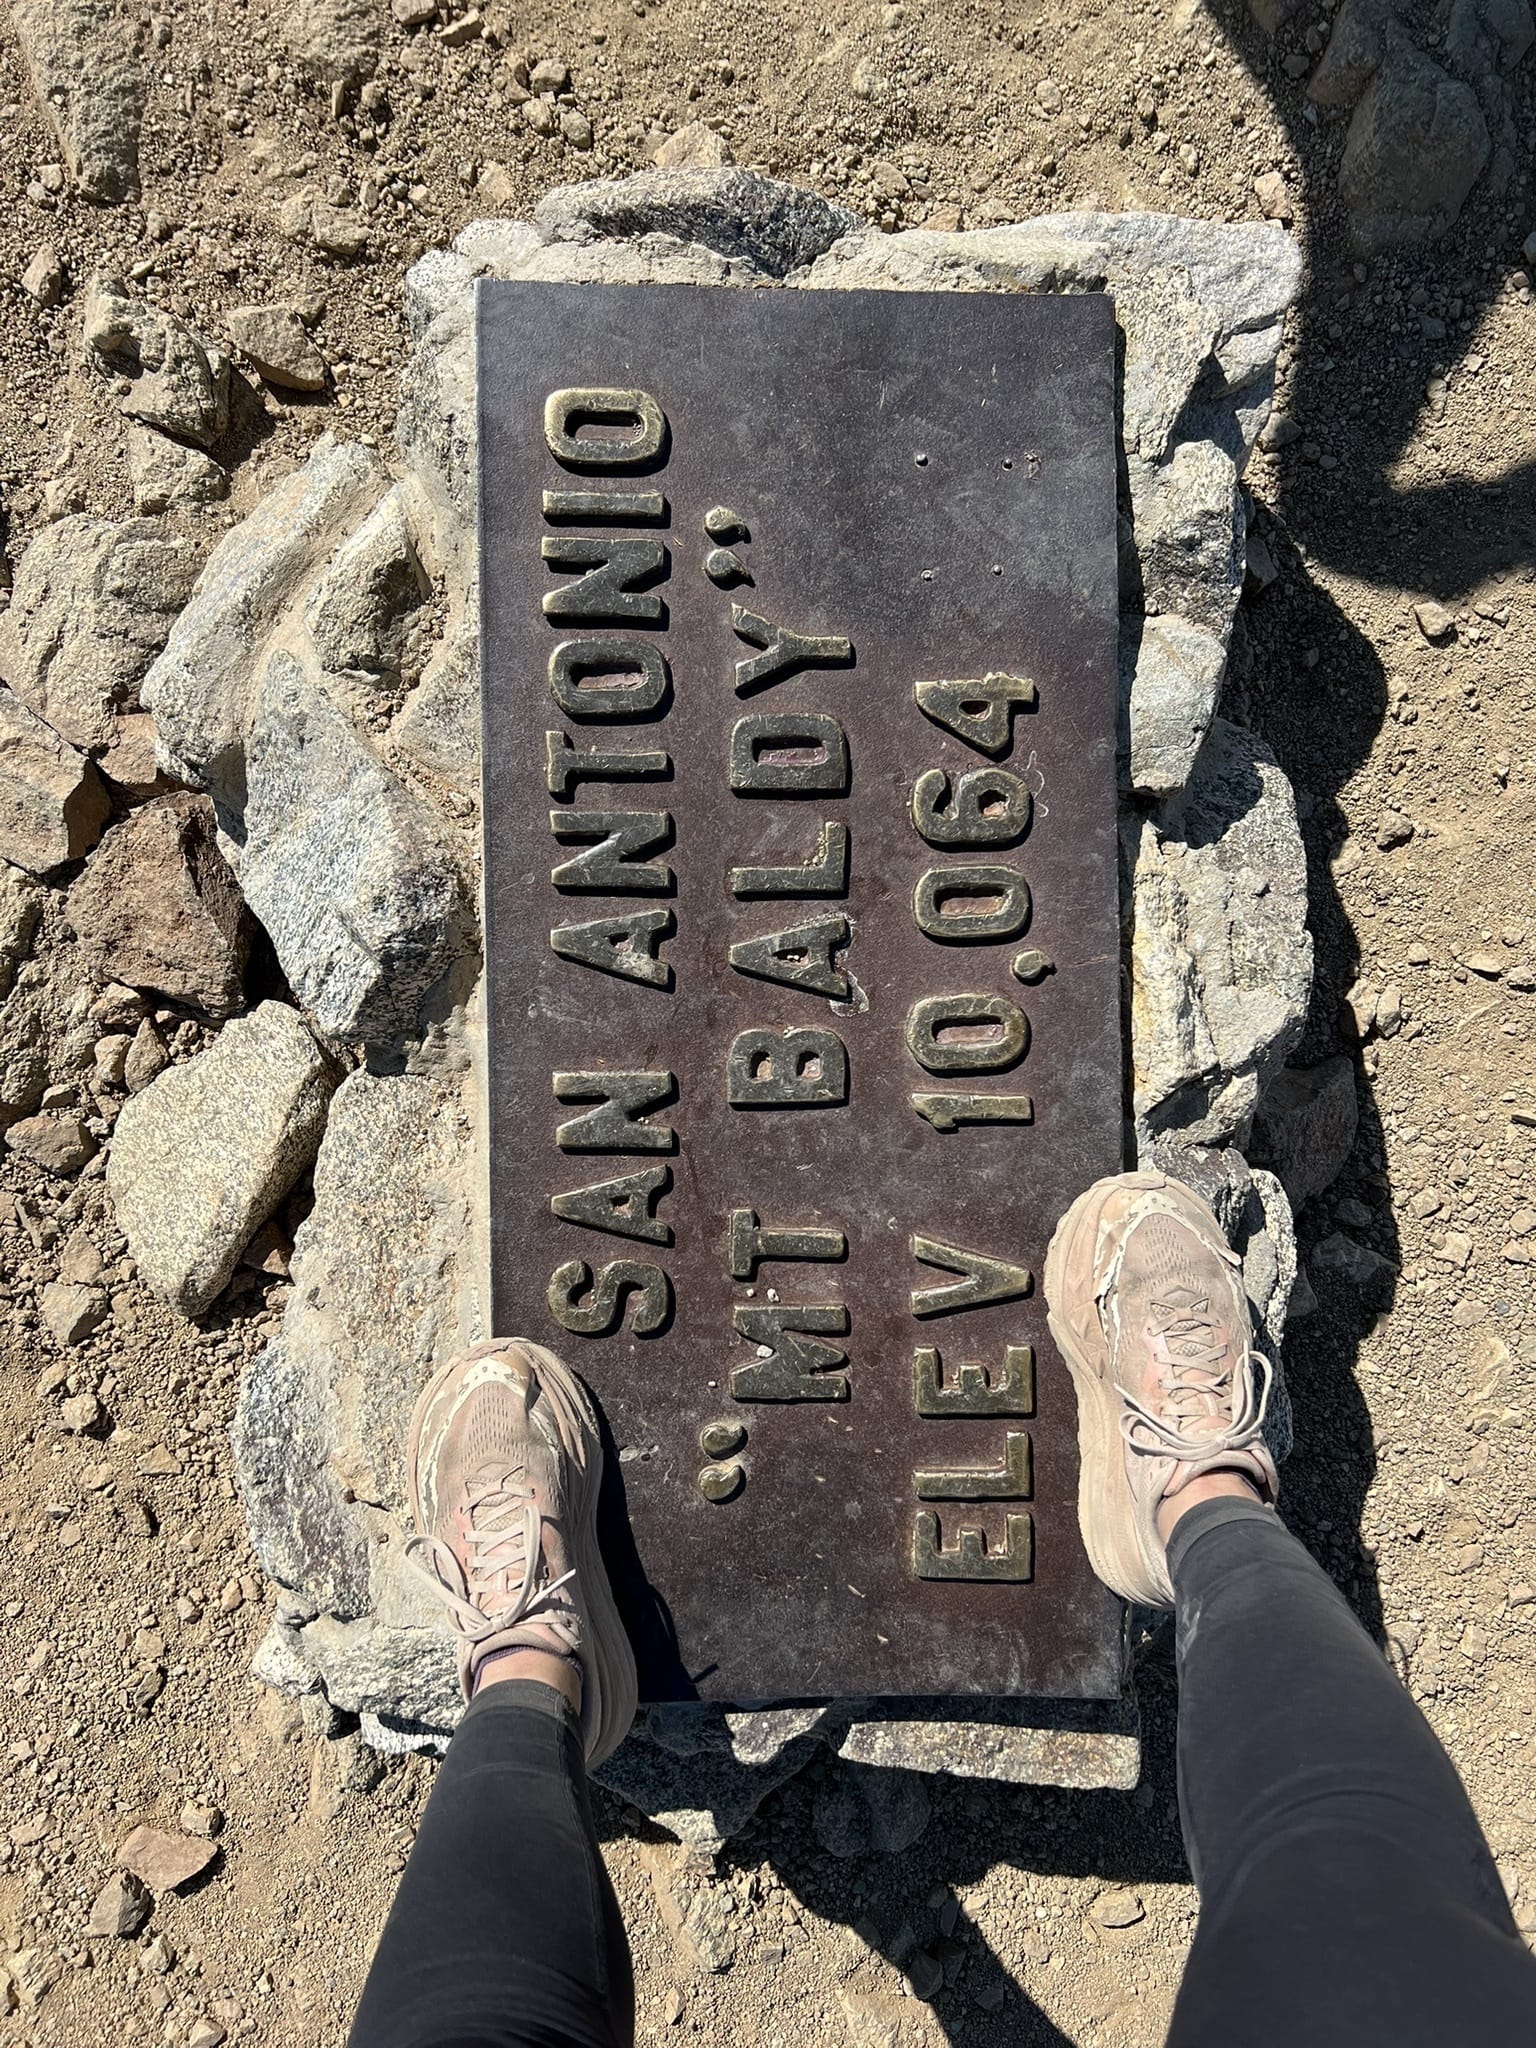 SAN ANTONIO
“MT BALDY”
ELEV 10,064